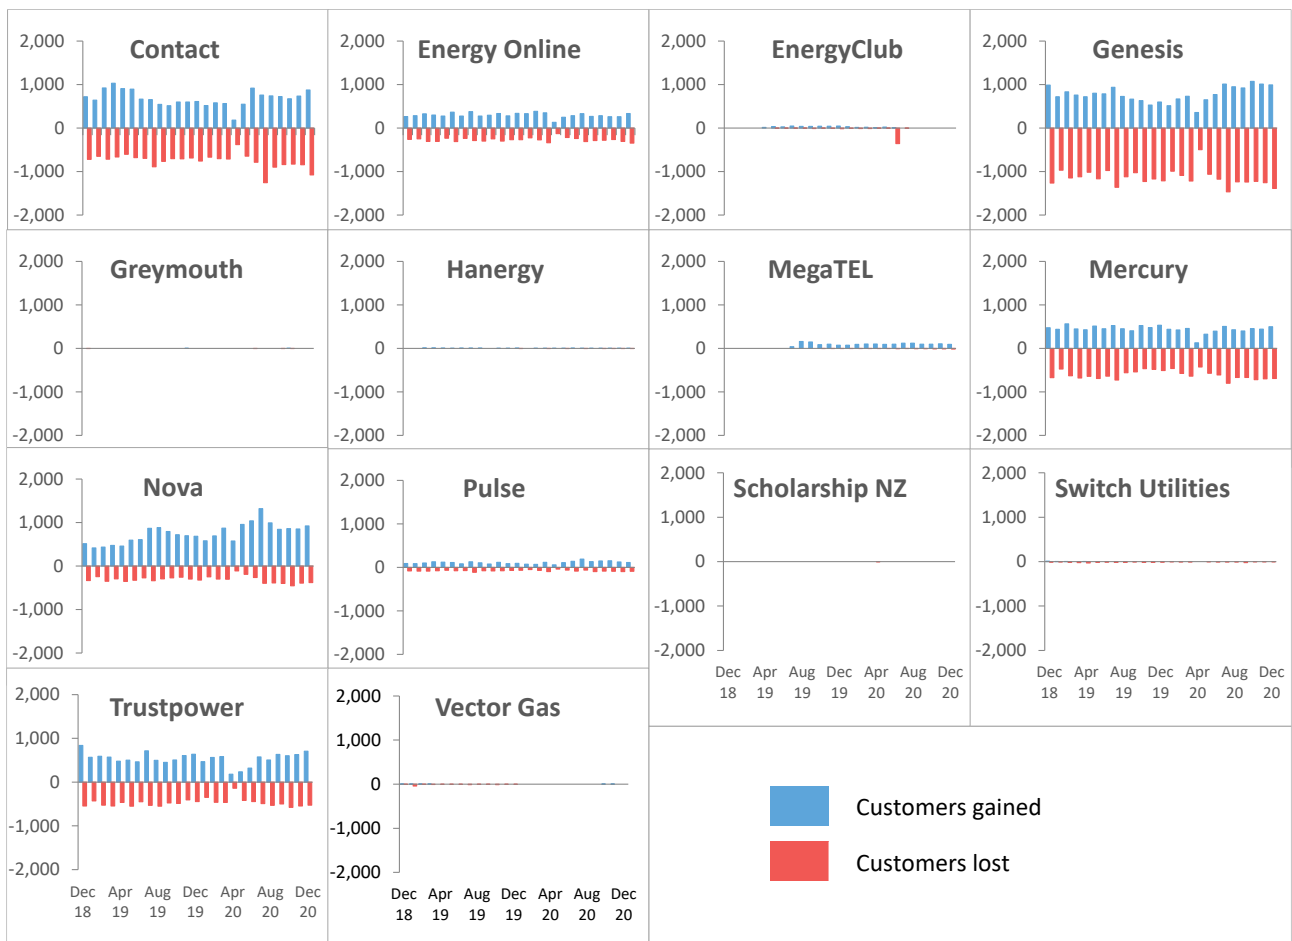 Contact
2,000
1,000
0
-1,000
-2,000
Energy Online
2,000
1,000
0
-1,000
-2,000
EnergyClub
2,000
1,000
0
-1,000
-2,000
Genesis
2,000
1,000
0
-1,000
-2,000
Greymouth
2,000
1,000
0
-1,000
-2,000
Hanergy
2,000
1,000
0
-1,000
-2,000
MegaTEL
2,000
1,000
0
-1,000
-2,000
Mercury
2,000
1,000
0
-1,000
-2,000
Nova
2,000
1,000
0
-1,000
-2,000
Pulse
2,000
1,000
0
-1,000
-2,000
Scholarship NZ
2,000
1,000
0
-1,000
-2,000
Dec Apr Aug Dec Apr Aug Dec
18 19 19 19 20 20 20
Switch Utilities
2,000
1,000
0
-1,000
-2,000
Dec Apr Aug Dec Apr Aug Dec
18 19 19 19 20 20 20
Trustpower
2,000
1,000
0
-1,000
-2,000
Dec Apr Aug Dec Apr Aug Dec
18 19 19 19 20 20 20
Vector Gas
2,000
1,000
0
-1,000
-2,000
Dec Apr Aug Dec Apr Aug Dec
18 19 19 19 20 20 20
Customers gained
Customers lost